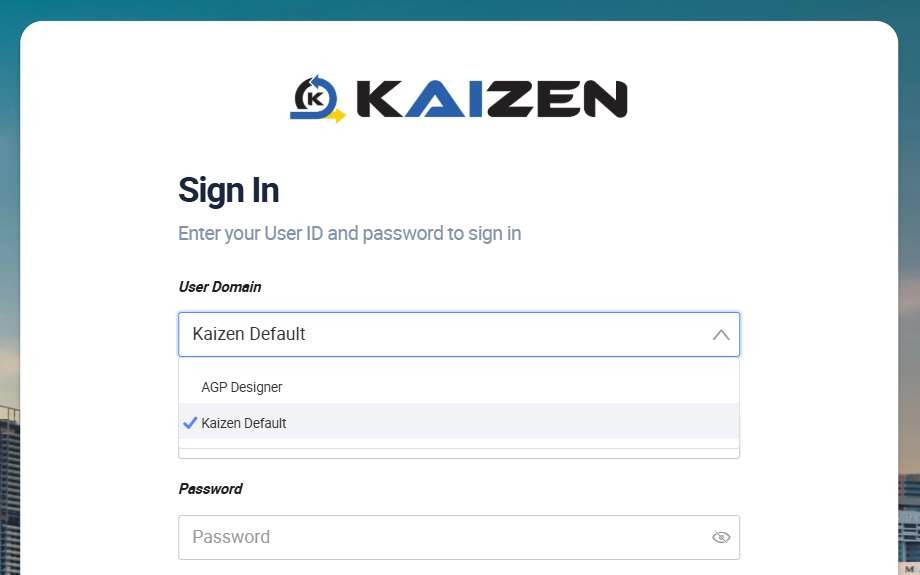 K KAIZEN
Sign In
Enter your User ID and password to sign in
User Domain
Kaizen Default
AGP Designer
Kaizen Default
Password
Password
M